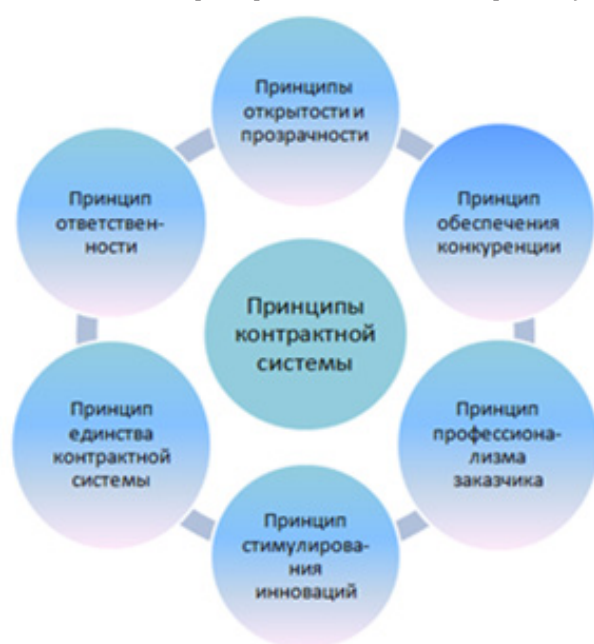 Принципы
открытости и
прозрачности
Принцип
обеспечения
конкуренции
Принцип
профессиона-
лизма
заказчика
Принцип
стимулирова-
ния
инноваций
Принцип
единства
контрактной
системы
Принцип
ответствен-
ности
Принципы
контрактной
системы